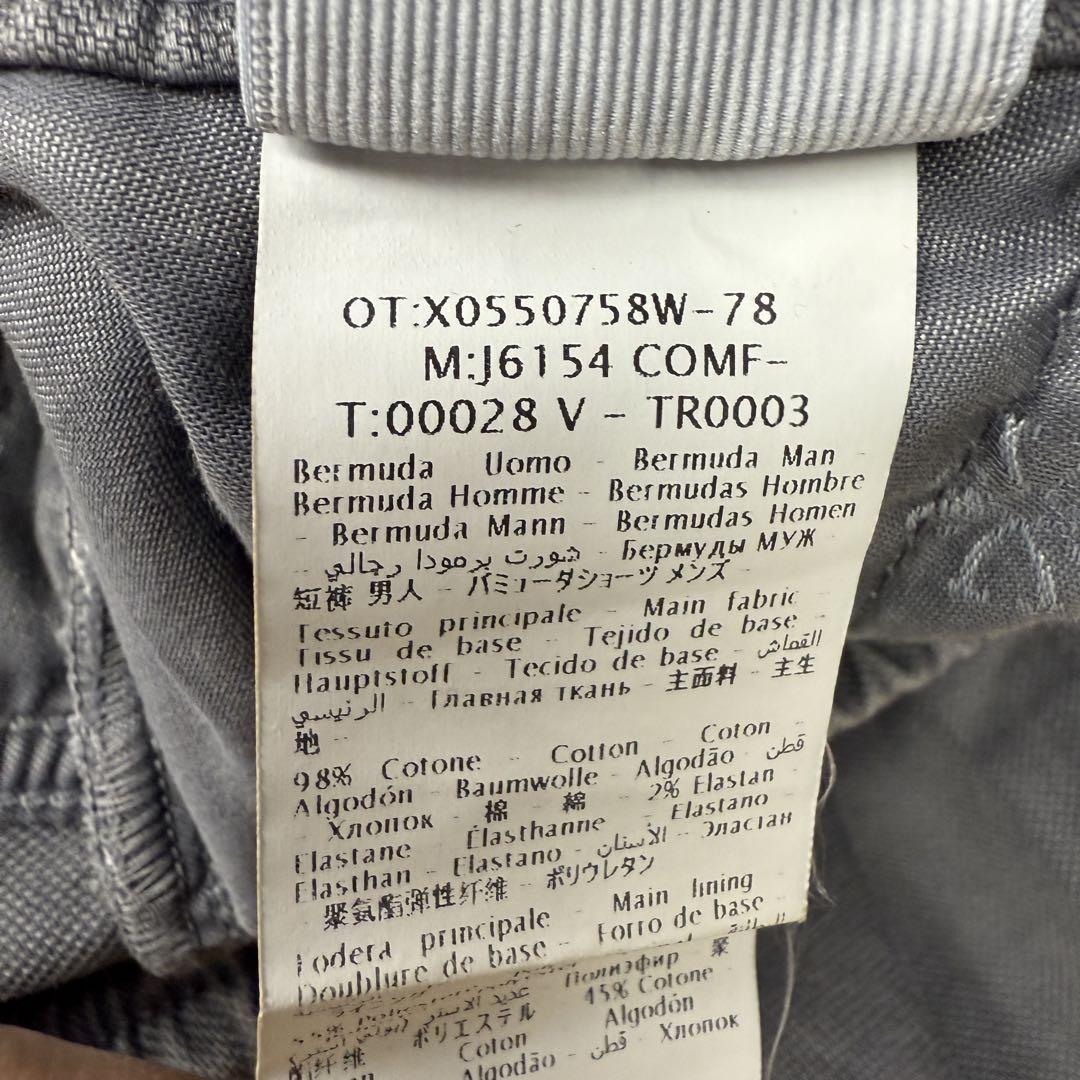 OT:X0550758W-78
M:J6154 COMF-
T:00028 V - TR0003
Bermuda Uomo - Bermuda Man -
Bermuda Homme - Bermudas Hombre
- Bermuda Mann - Bermudas Homen
- شورت برمودا رجالي - Бермуды МУЖ -
短裤 男人 - バミューダショーツ メンズ -
Tessuto principale - Main fabric -
Tissu de base - Tejido de base -
Hauptstoff - Tecido de base - القماش
الرئيسي - Главная ткань - 主面料 - 主生
地 -
98% Cotone - Cotton - Coton -
Algodón - Baumwolle - Algodão - قطن
- Хлопок - 棉 - 綿 - 2% Elastan
Elastane - Élasthanne - Elastano -
Elasthan - Elastano - الأستان - Эластан
- 聚氨酯弹性纤维 - ポリウレタン
Fodera principale - Main lining -
Doublure de base - Forro de base -
Полиэфир 聚
ポリエステル 45% Cotone
纤维 Coton Algodón
Algodão - قطن - Хлопок